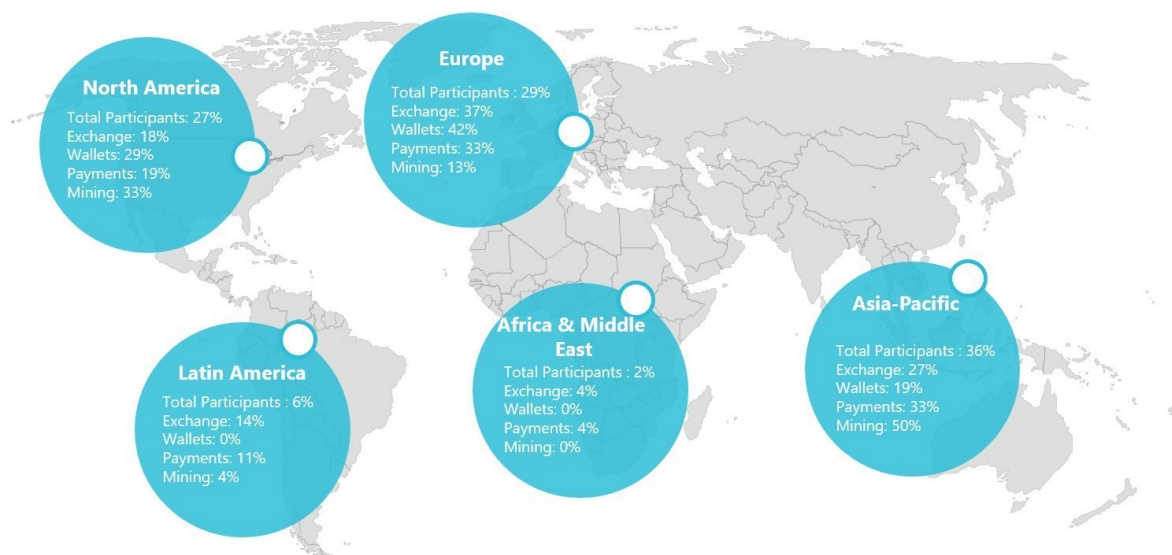 North America
Total Participants: 27%
Exchange: 18%
Wallets: 29%
Payments: 19%
Mining: 33%
Europe
Total Participants : 29%
Exchange: 37%
Wallets: 42%
Payments: 33%
Mining: 13%
Latin America
Total Participants : 6%
Exchange: 14%
Wallets: 0%
Payments: 11%
Mining: 4%
Africa & Middle
East
Total Participants : 2%
Exchange: 4%
Wallets: 0%
Payments: 4%
Mining: 0%
Asia-Pacific
Total Participants : 36%
Exchange: 27%
Wallets: 19%
Payments: 33%
Mining: 50%